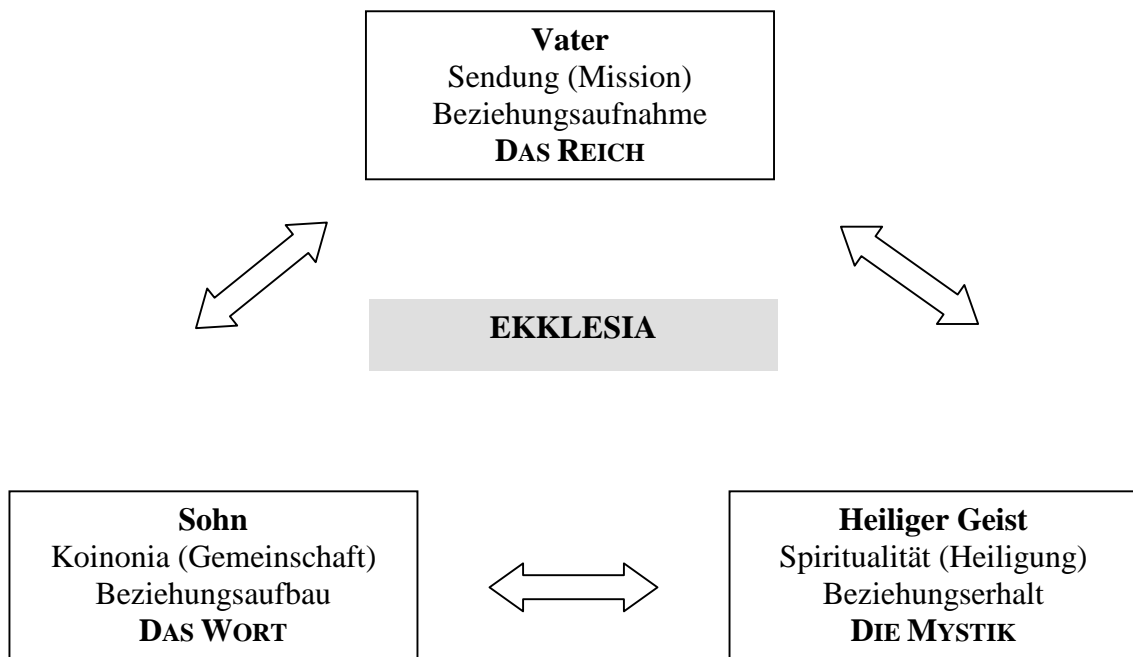 Vater
Sendung (Mission)
Beziehungsaufnahme
DAS REICH
EKKLESIA
Sohn
Koinonia (Gemeinschaft)
Beziehungsaufbau
DAS WORT
Heiliger Geist
Spiritualität (Heiligung)
Beziehungserhalt
DIE MYSTIK